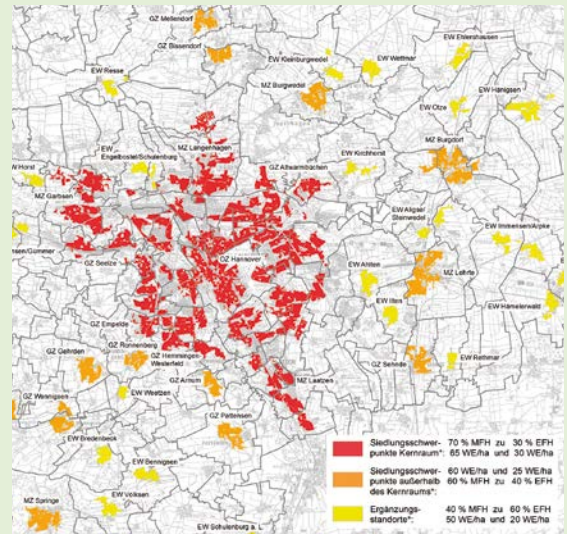 GZ Mellendorf
GZ Bissendorf
EW Ehlershausen
EW Kleinburgwedel
EW Wettmar
EW Resse
EW Hänigsen
MZ Burgwedel
EW Otze
MZ Burgdorf
EW
Engelbostel/Schulenburg
MZ Langenhagen
GZ Altwarmbüchen
EW Kirchhorst
EW Horst
MZ Garbsen
EW Aligse/
Steinwedel
EW Immensen/Arpke
nsen/Gümmer
GZ Seelze
GZ Hannover
EW Ahlten
MZ Lehrte
EW Hämelerwald
EW Ilten
GZ Empelde
GZ Ronnenberg
GZ Gehrden
GZ Hemmingen-
Westerfeld
GZ Sehnde
EW Rethmar
MZ Laatzen
GZ Arnum
GZ Wennigsen
EW Weetzen
GZ Pattensen
EW Bredenbeck
EW Bennigsen
MZ Springe
EW Völksen
EW Schulenburg a. L.
Siedlungsschwer- 70 % MFH zu 30 % EFH
punkte Kernraum*: 65 WE/ha und 30 WE/ha
Siedlungsschwer- 60 WE/ha und 25 WE/ha
punkte außerhalb 60 % MFH zu 40 % EFH
des Kernraums*:
Ergänzungs- 40 % MFH zu 60 % EFH
standorte*: 50 WE/ha und 20 WE/ha